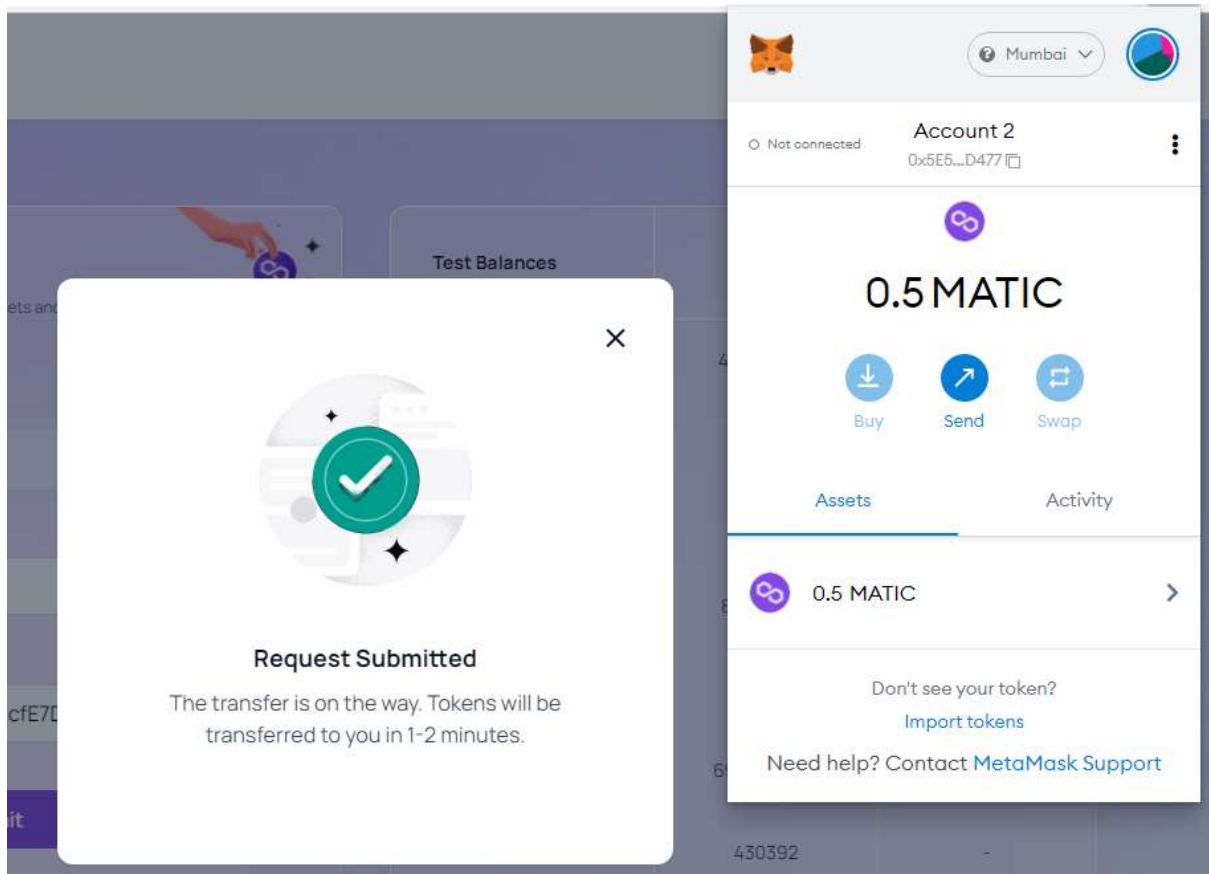 Mumbai
Not connected
Account 2
0x5E5...D477
0.5 MATIC
Buy
Send
Swap
Assets
Activity
0.5 MATIC
Don't see your token?
Import tokens
Need help? Contact MetaMask Support
Test Balances
Request Submitted
The transfer is on the way. Tokens will be
transferred to you in 1-2 minutes.
430392
-